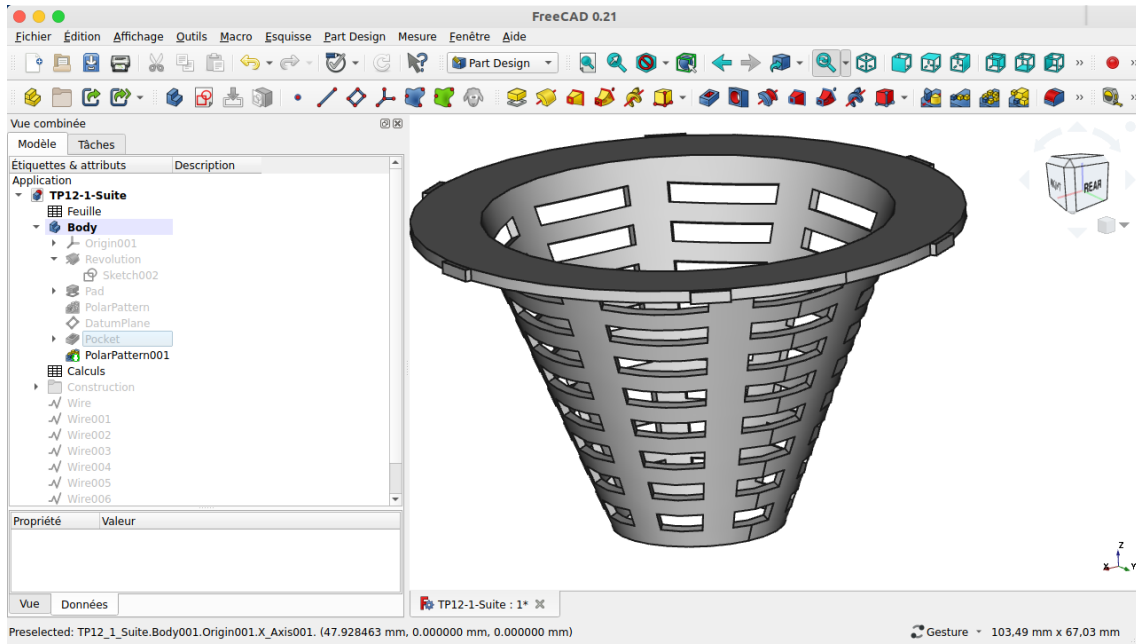 FreeCAD 0.21
Fichier Édition Affichage Outils Macro Esquisse Part Design Mesure Fenêtre Aide
Part Design
Vue combinée
Modèle Tâches
Étiquettes & attributs Description
Application
TP12-1-Suite
Feuille
Body
Origin001
Revolution
Sketch002
Pad
PolarPattern
DatumPlane
Pocket
PolarPattern001
Calculs
Construction
Wire
Wire001
Wire002
Wire003
Wire004
Wire005
Wire006
Propriété Valeur
Vue Données
RIGHT REAR
Z
X Y
TP12-1-Suite : 1*
Preselected: TP12_1_Suite.Body001.Origin001.X_Axis001. (47.928463 mm, 0.000000 mm, 0.000000 mm)
Gesture 103,49 mm x 67,03 mm